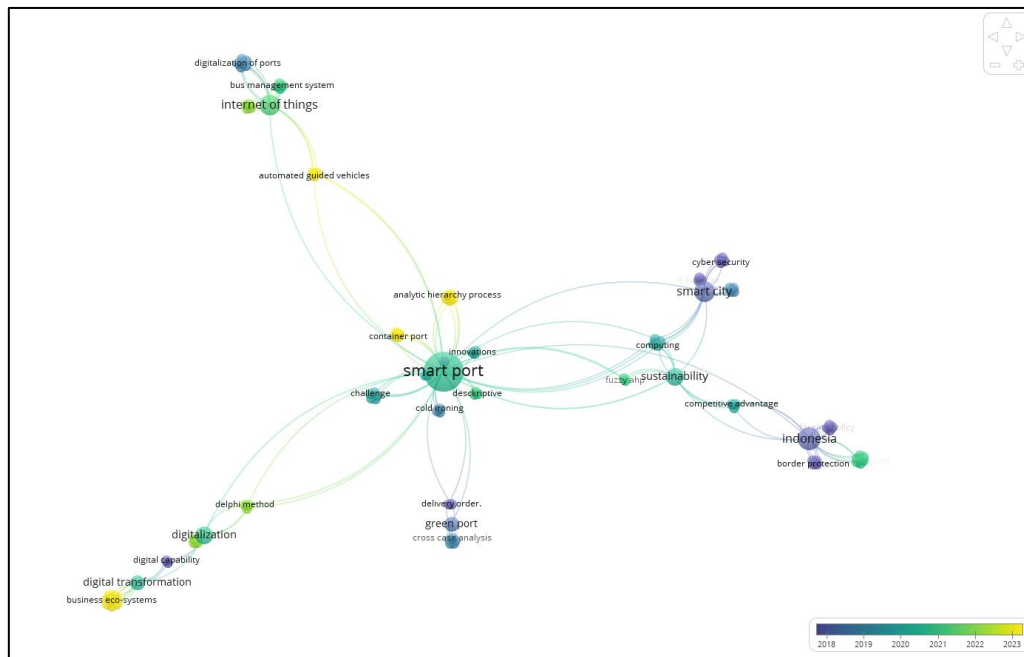 digitalization of ports
bus management system
internet of things
automated guided vehicles
cyber security
smart city
analytic hierarchy process
container port
computing
innovations
smart port
fuzzy ahp
sustainability
challenge
desckriptive
competitive advantage
cold ironing
indonesia
border protection
delivery order.
delphi method
green port
digitalization
cross case analysis
digital capability
digital transformation
business eco-systems
2018 2019 2020 2021 2022 2023